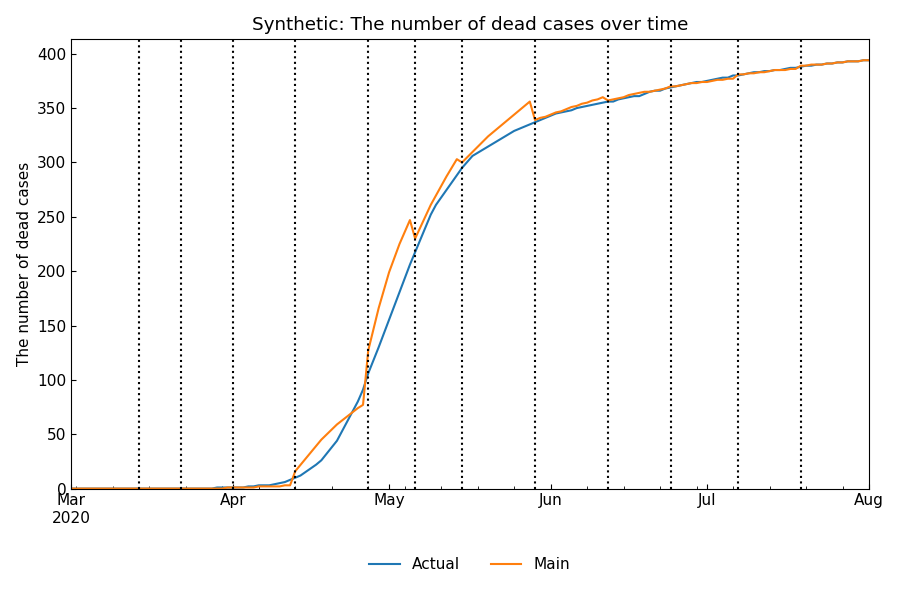 Synthetic: The number of dead cases over time
The number of dead cases
400
350
300
250
200
150
100
50
0
Mar Apr May Jun Jul Aug
2020
Actual Main